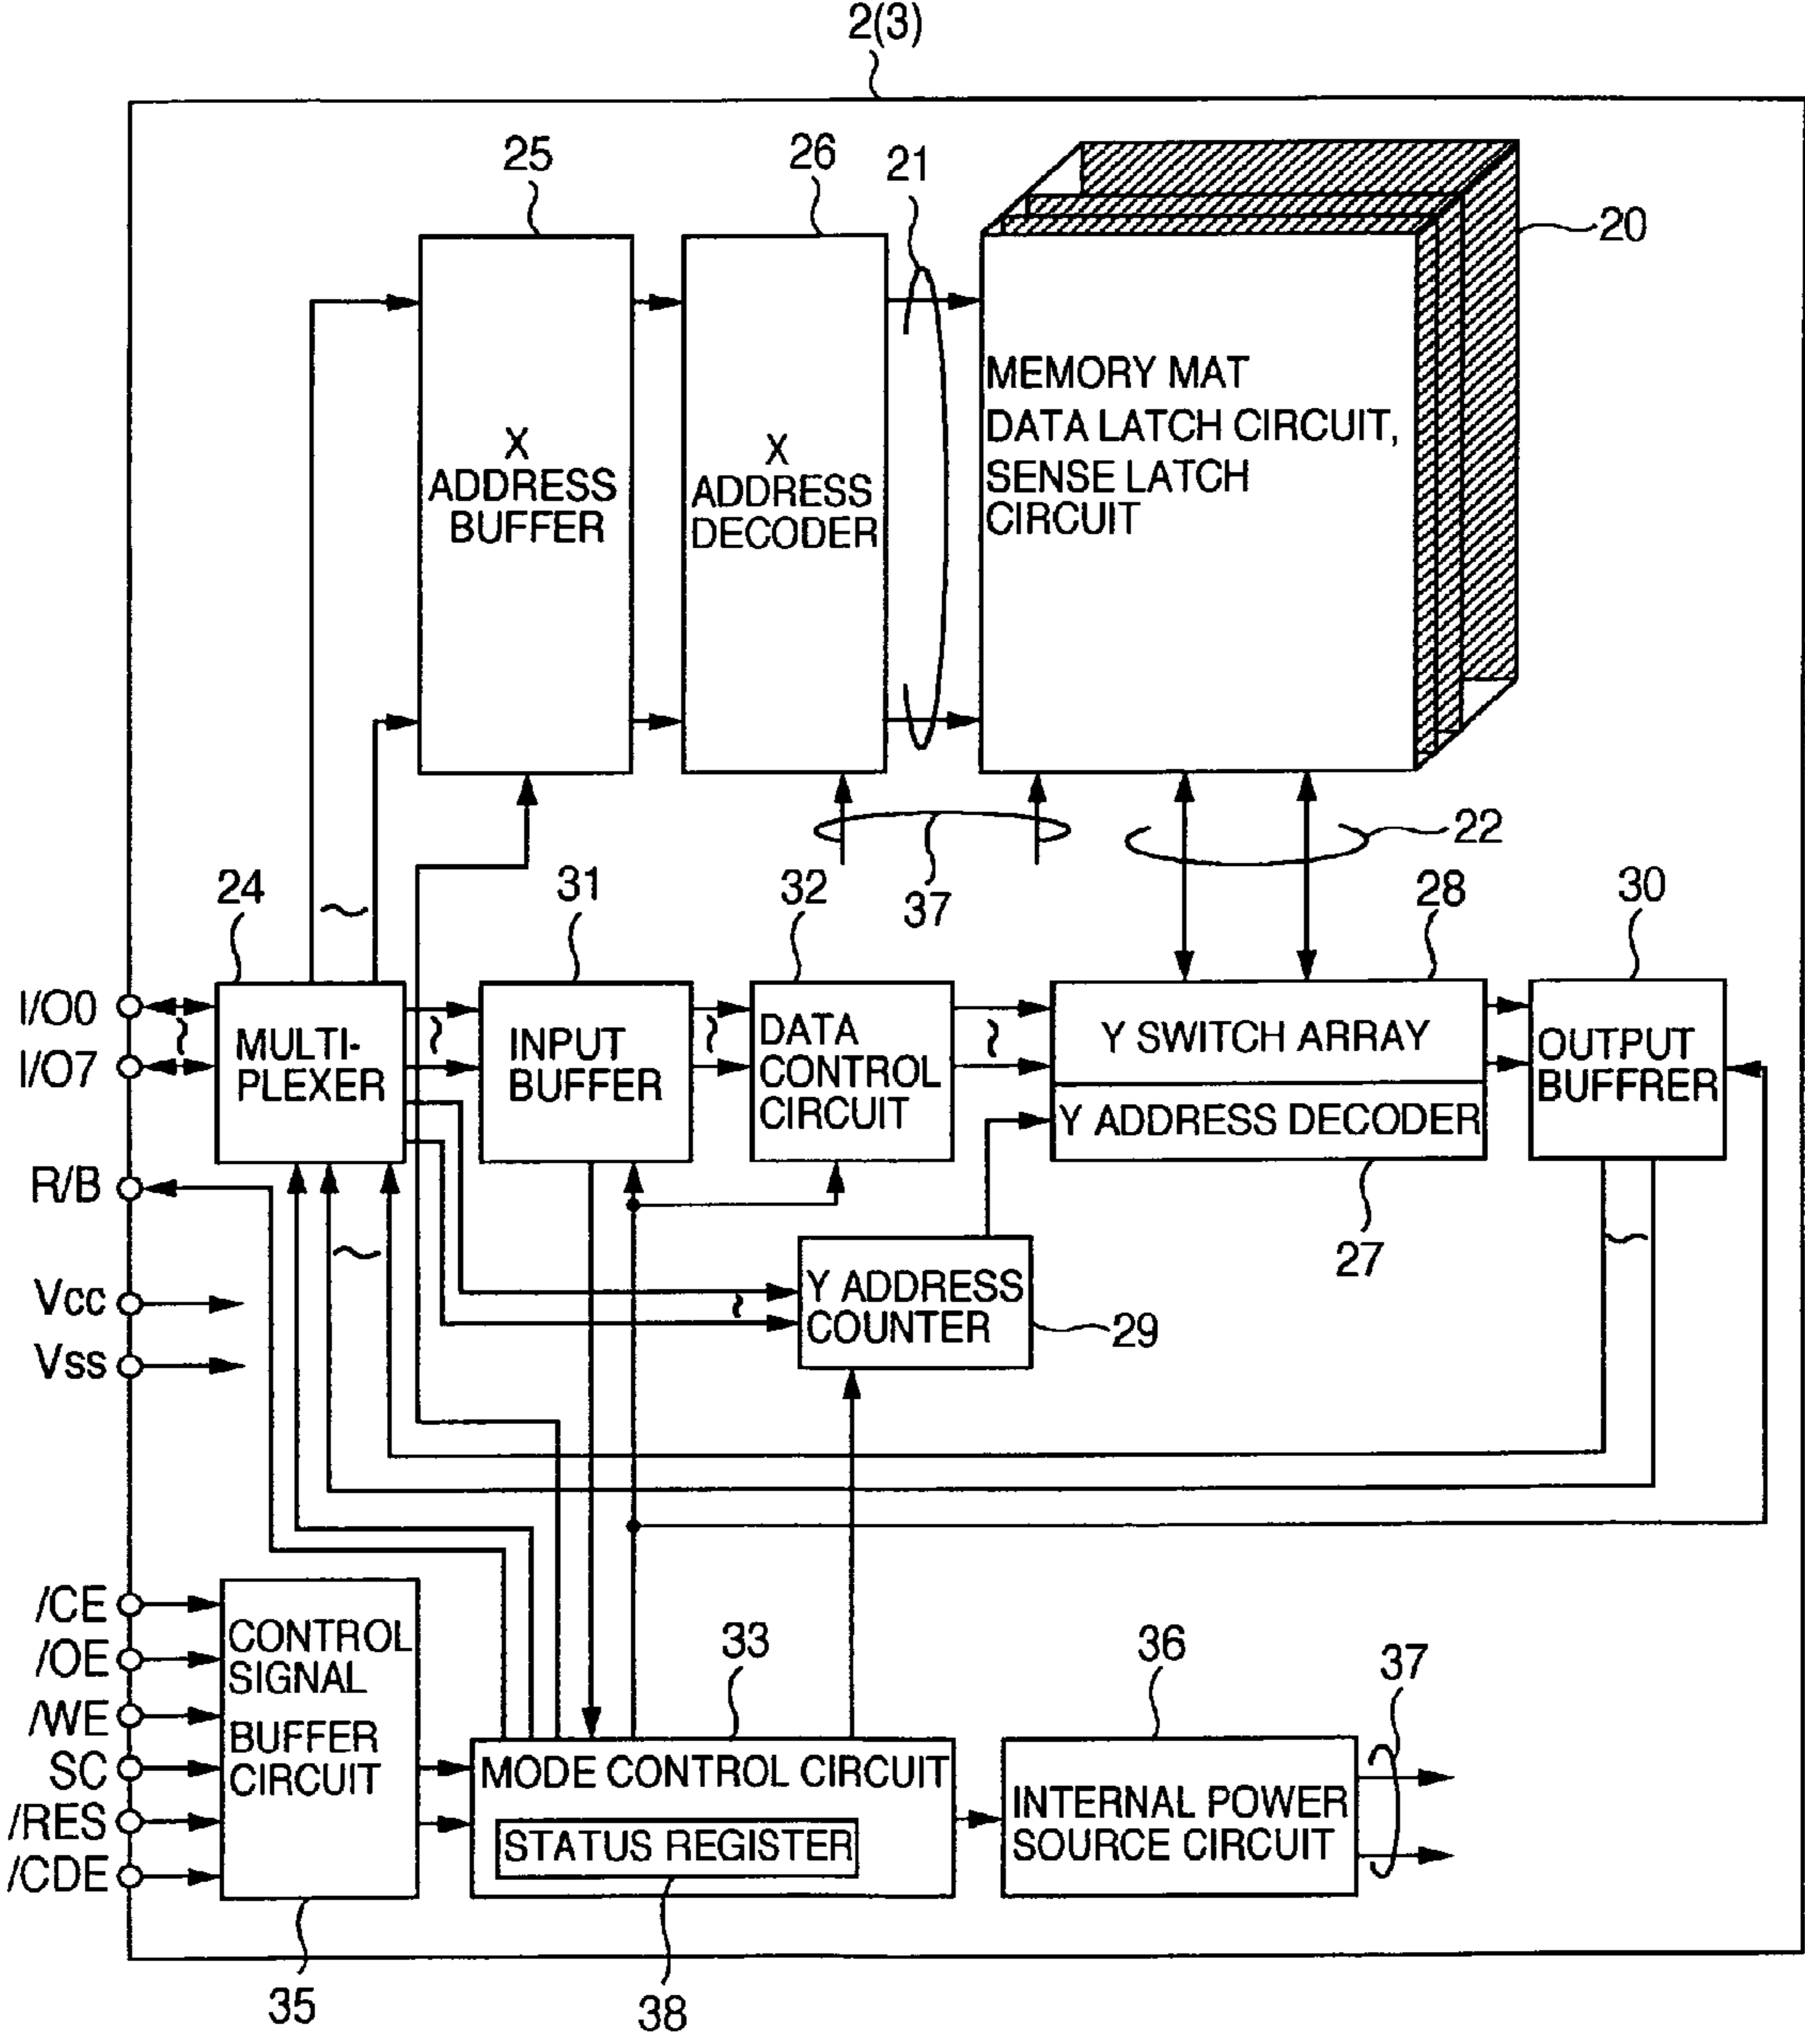 2(3)
25
26
21
20
X
ADDRESS
BUFFER
X
ADDRESS
DECODER
MEMORY MAT
DATA LATCH CIRCUIT,
SENSE LATCH
CIRCUIT
37
22
24
31
32
28
30
I/O0
I/O7
MULTI-
PLEXER
INPUT
BUFFER
DATA
CONTROL
CIRCUIT
Y SWITCH ARRAY
Y ADDRESS DECODER
OUTPUT
BUFFRER
R/B
27
Vcc
Vss
Y ADDRESS
COUNTER
29
/CE
/OE
/WE
SC
/RES
/CDE
CONTROL
SIGNAL
BUFFER
CIRCUIT
35
33
MODE CONTROL CIRCUIT
STATUS REGISTER
38
36
INTERNAL POWER
SOURCE CIRCUIT
37